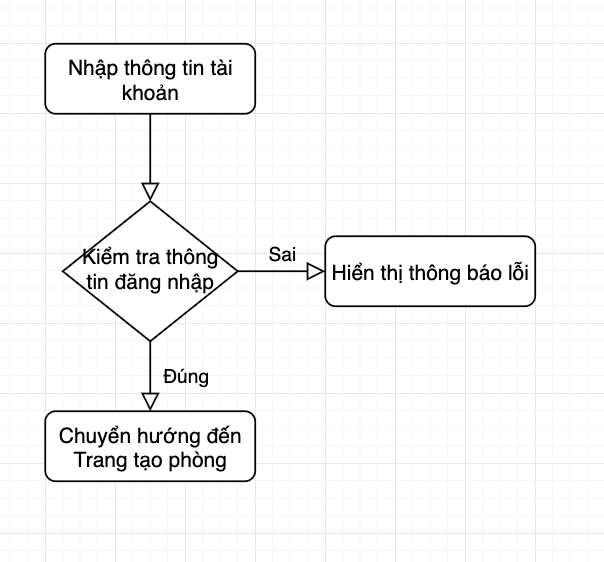 Nhập thông tin tài
khoản
Kiểm tra thông
tin đăng nhập
Sai
Hiển thị thông báo lỗi
Đúng
Chuyển hướng đến
Trang tạo phòng